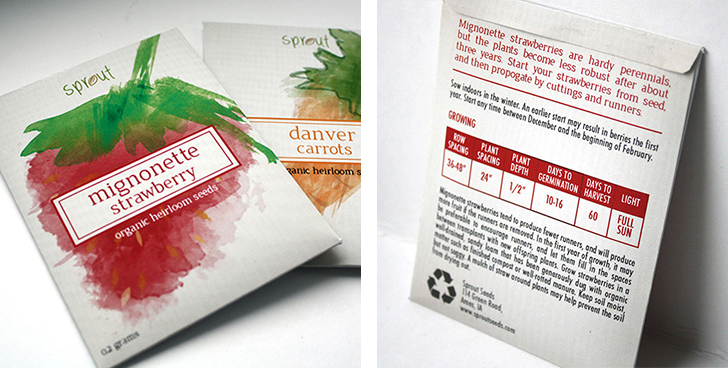 sprout
mignonette
strawberry
organic heirloom seeds
0.2 grams
sprout
danver
carrots
ganic heirloom s
Mignonette strawberries are hardy perennials,
but the plants become less robust after about
three years. Start your strawberries from seed,
and then propogate by cuttings and runners.
Sow indoors in the winter. An earlier start may result in berries the first
year. Start any time between December and the beginning of February.
GROWING
ROW SPACING PLANT SPACING PLANT DEPTH DAYS TO GERMINATION DAYS TO HARVEST LIGHT
36-48" 24" 1/2" 10-16 60 FULL SUN
Mignonette strawberries tend to produce fewer runners, and will produce
more fruit if the runners are removed. In the first year of growth, it may
be preferable to encourage runners, and let them fill in the spaces
between transplants with new offspring plants. Grow strawberries in a
well-drained, sandy loam that has been generously dug with organic
matter such as finished compost or well-rotted manure. Keep soil moist,
but not soggy. A mulch of straw around plants may help prevent the soil
from drying out.
Sprout Seeds
114 Green Road,
Ames, IA
www.sproutseeds.com